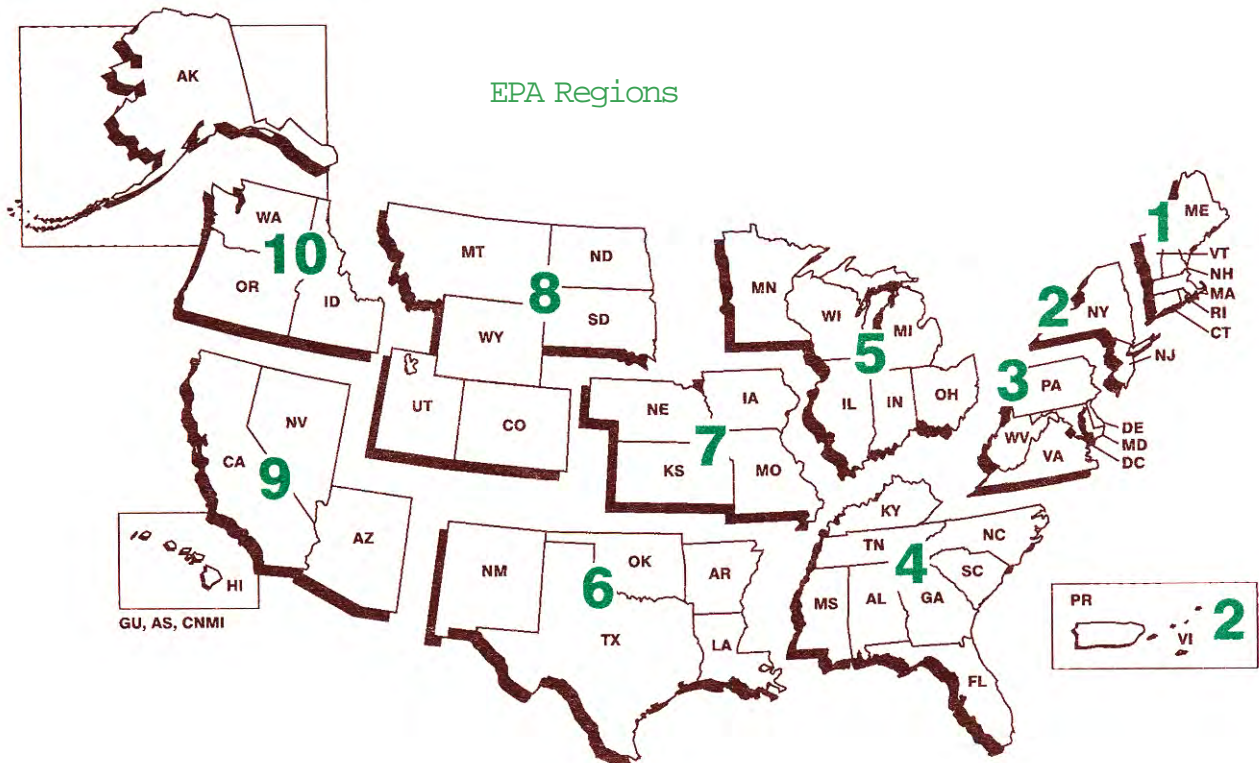 EPA Regions
AK
WA
10
OR
ID
MT
ND
8
SD
WY
UT
CO
MN
WI
MI
5
IL
IN
OH
1
ME
VT
NH
MA
RI
CT
2
NY
NJ
3
PA
DE
MD
DC
WV
VA
NE
IA
7
KS
MO
NV
CA
9
AZ
HI
GU, AS, CNMI
NM
OK
AR
6
TX
LA
KY
TN
NC
4
SC
MS
AL
GA
FL
PR
VI
2